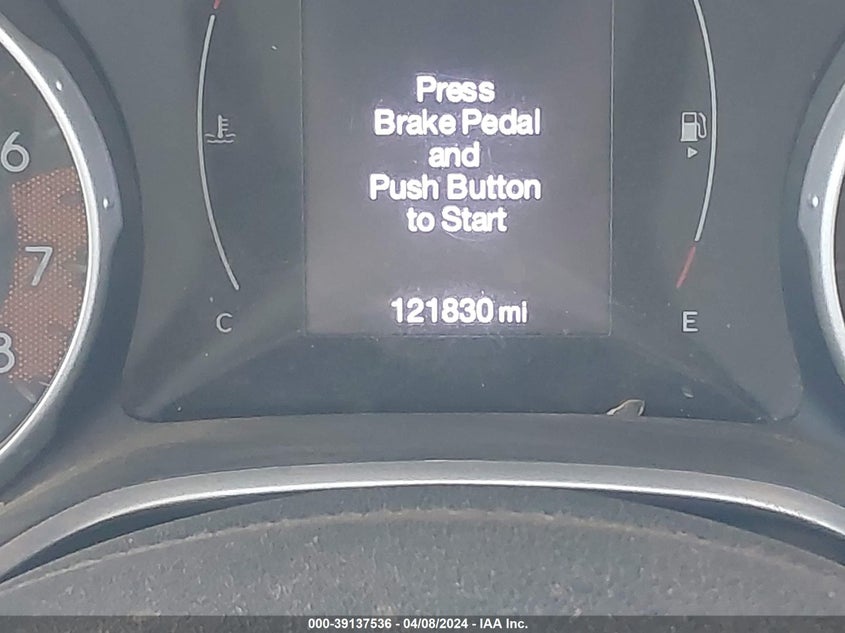 Press
Brake Pedal
and
Push Button
to Start
121830 mi
6
7
8
C
E
000-39137536 - 04/08/2024 - IAA Inc.